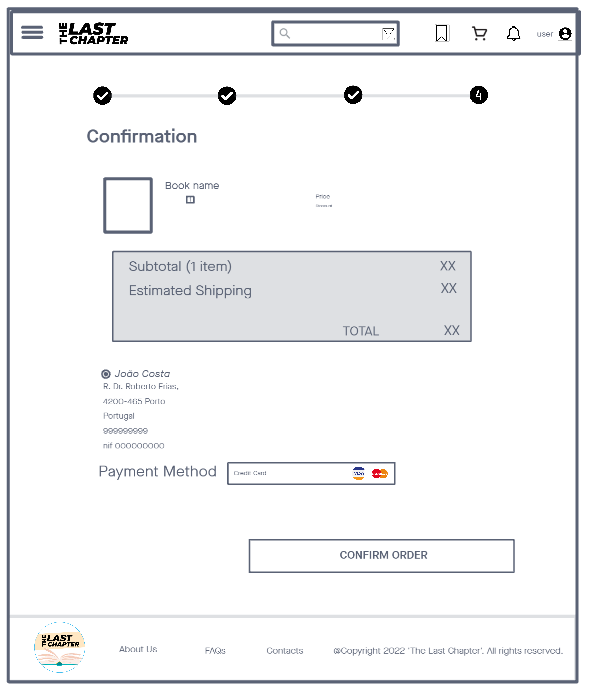 THE LAST CHAPTER
user
4
Confirmation
Book name
1
Price
Subtotal (1 item) XX
Estimated Shipping XX
TOTAL XX
João Costa
R. Dr. Roberto Frias,
4200-465 Porto
Portugal
999999999
nif 000000000
Payment Method
Credit Card
VISA
CONFIRM ORDER
THE LAST CHAPTER
About Us
FAQs
Contacts
@Copyright 2022 'The Last Chapter'. All rights reserved.